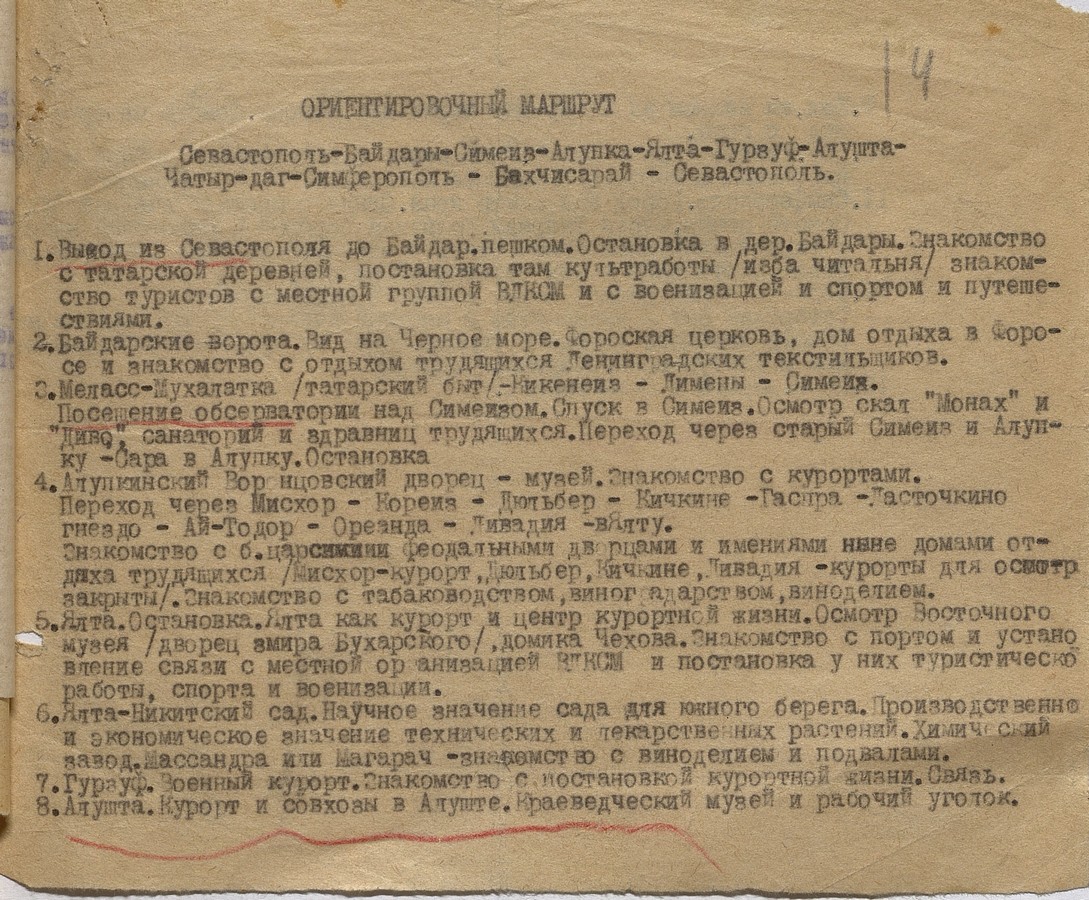 14
ОРИЕНТИРОВОЧНЫЙ МАРШРУТ
Севастополь-Байдары-Симеиз-Алупка-Ялта-Гурзуф-Алушта-
Чатыр-даг-Симферополь - Бахчисарай - Севастополь.
I.Выход из Севастополя до Байдар.пешком.Остановка в дер.Байдары.Знакомство
с татарской деревней, постановка там культработы /изба читальня/ знаком-
ство туристов с местной группой ВЛКСМ и с военизацией и спортом и путеше-
ствиями.
2.Байдарские ворота.Вид на Черное море.Фороская церковь, дом отдыха в Форо-
се и знакомство с отдыхом трудящихся Ленинградских текстильщиков.
3.Меласс-Мухалатка /татарский быт/-Кикенеиз - Лимены - Симеиз.
Посещение обсерватории над Симеизом.Спуск в Симеиз.Осмотр скал "Монах" и
"Диво", санаторий и здравниц трудящихся.Переход через старый Симеиз и Алуп-
ку -Сара в Алупку.Остановка
4.Алупкинский Вор нцовский дворец - музей.Знакомство с курортами.
Переход через Мисхор - Кореиз - Дюльбер - Кичкине -Гаспра -Ласточкино
гнездо - Ай-Тодор - Ореанда - Ливадия -вЯлту.
Знакомство с б.царсимиии феодальными дворцами и имениями ныне домами от-
дыха трудящихся /Мисхор-курорт,Дюльбер,Кичкине,Ливадия -курорты для осмотр
закрыты/.Знакомство с табаководством,виног адарством,виноделием.
5.Ялта.Остановка.Ялта как курорт и центр курортной жизни.Осмотр Восточного
музея /дворец эмира Бухарского/,домика Чехова.Знакомство с портом и устано
вление связи с местной ор анизацией ВЛКСМ и постановка у них туристическо
работы, спорта и военизации.
6.Ялта-Никитский сад.Научное значение сада для южного берега.Производственно
и экономическое значение технических и лекарственных растений.Химический
завод.Массандра или Магарач -знакомство с виноделием и подвалами.
7.Гурзуф.Военный курорт.Знакомство с постановкой курортной жизни.Связь.
8.Алушта.Курорт и совхозы в Алуште.Краеведческий музей и рабочий уголок.